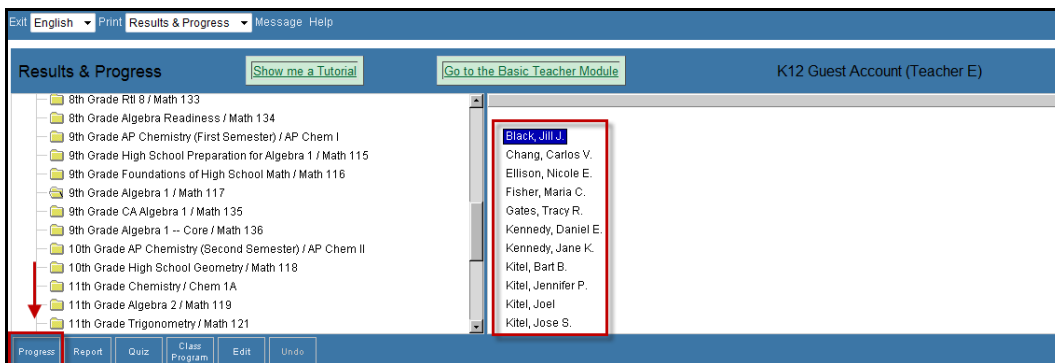 Exit English Print Results & Progress Message Help
Results & Progress Show me a Tutorial Go to the Basic Teacher Module K12 Guest Account (Teacher E)
8th Grade RtI 8 / Math 133
8th Grade Algebra Readiness / Math 134
9th Grade AP Chemistry (First Semester) / AP Chem I
9th Grade High School Preparation for Algebra 1 / Math 115
9th Grade Foundations of High School Math / Math 116
9th Grade Algebra 1 / Math 117
9th Grade CA Algebra 1 / Math 135
9th Grade Algebra 1 -- Core / Math 136
10th Grade AP Chemistry (Second Semester) / AP Chem II
10th Grade High School Geometry / Math 118
11th Grade Chemistry / Chem 1A
11th Grade Algebra 2 / Math 119
11th Grade Trigonometry / Math 121
Black, Jill J.
Chang, Carlos V.
Ellison, Nicole E.
Fisher, Maria C.
Gates, Tracy R.
Kennedy, Daniel E.
Kennedy, Jane K.
Kitel, Bart B.
Kitel, Jennifer P.
Kitel, Joel
Kitel, Jose S.
Progress Report Quiz Class Program Edit Undo